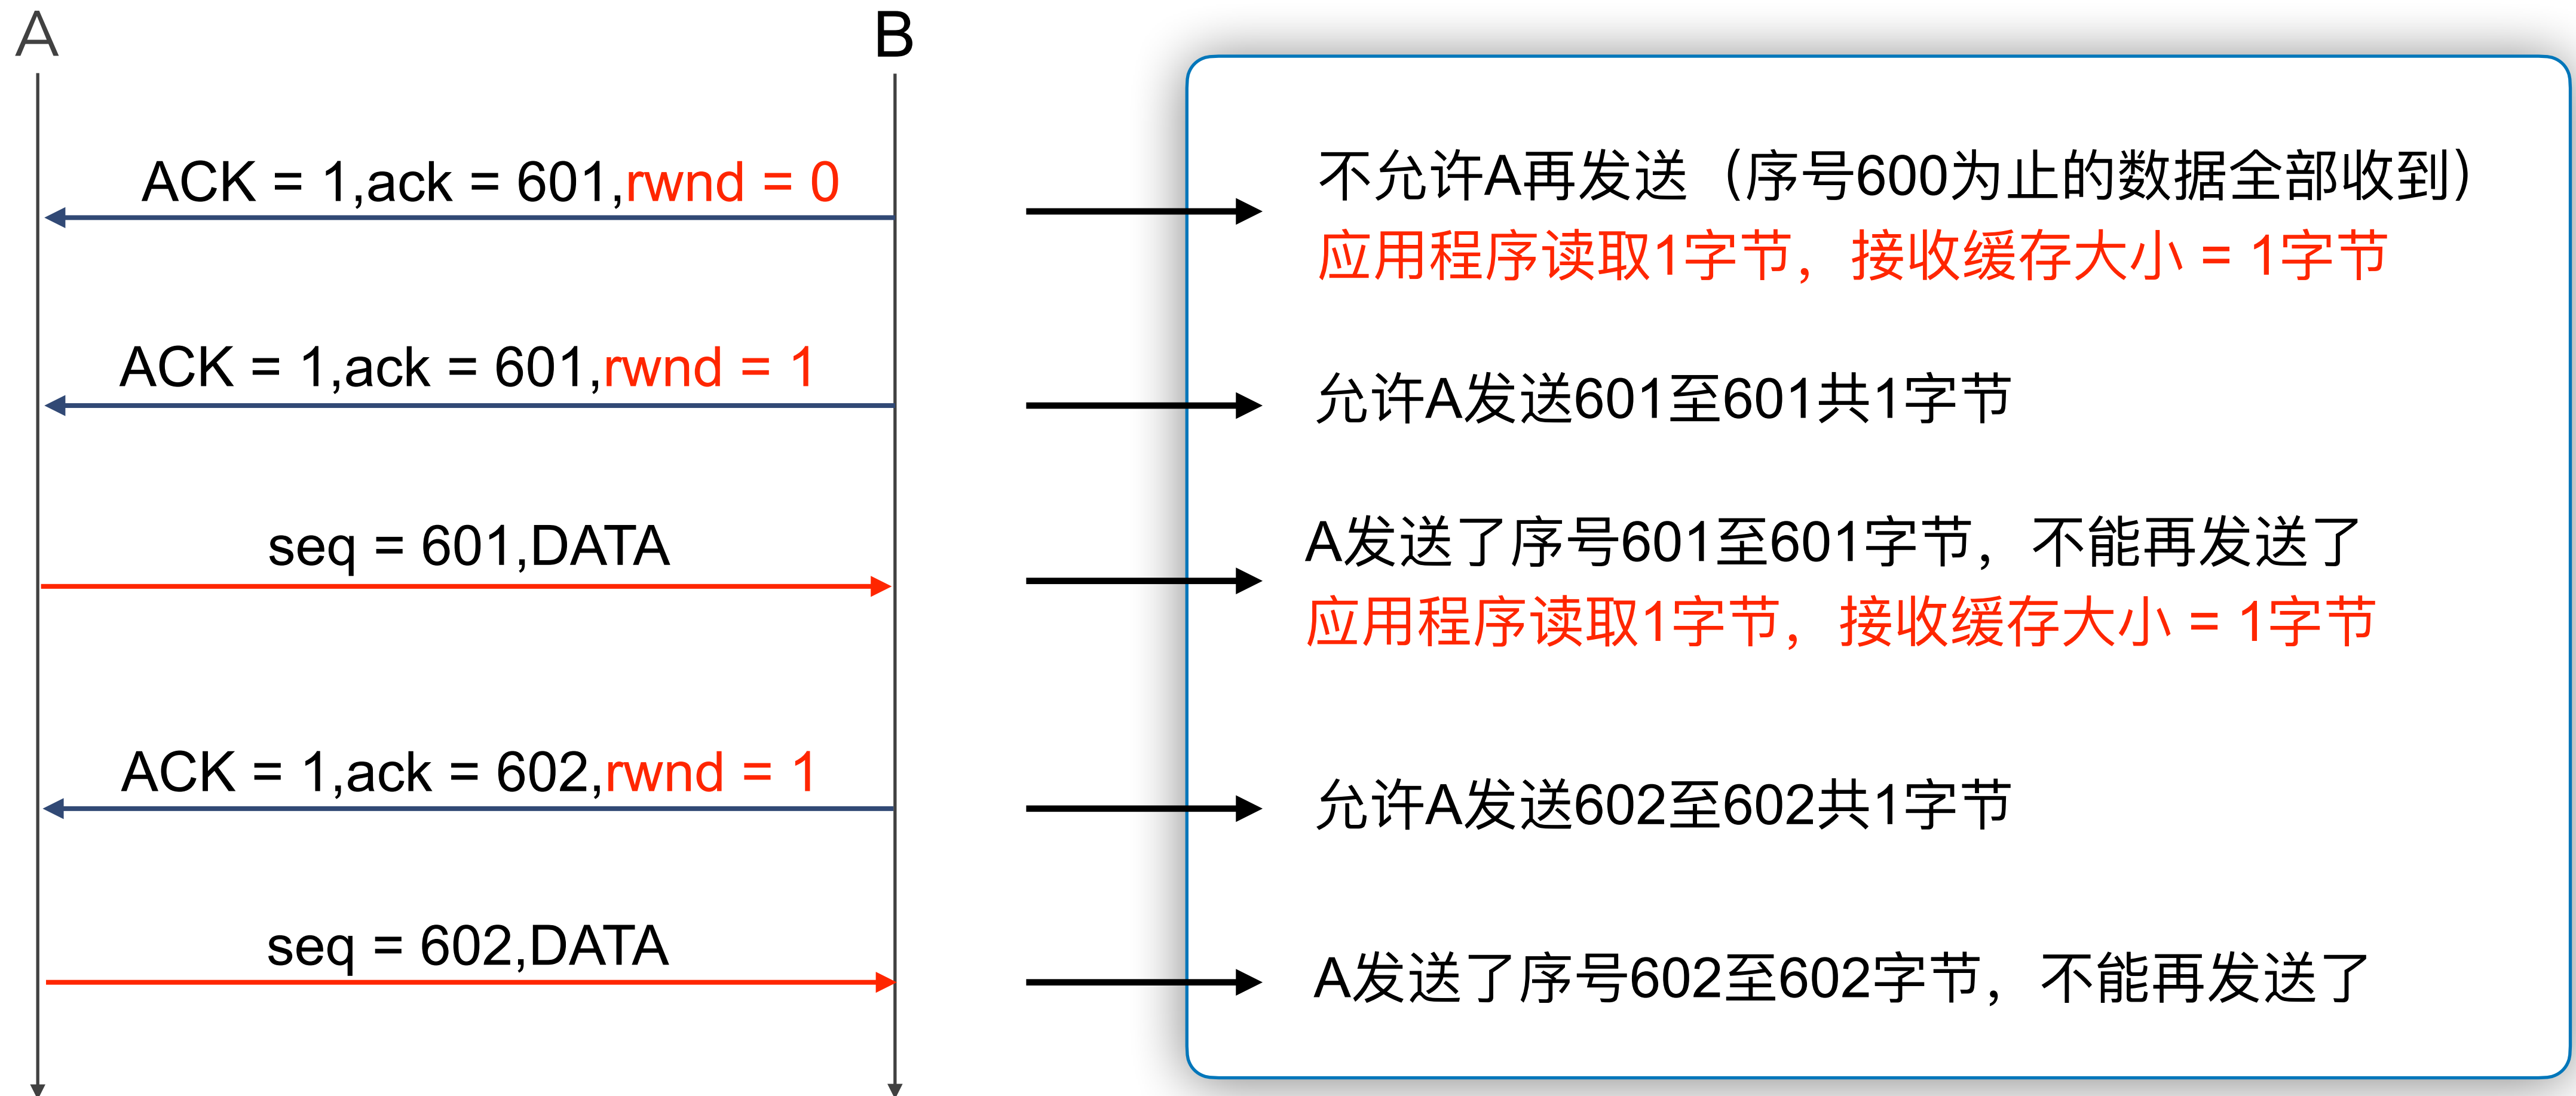 A
B
ACK = 1,ack = 601,rwnd = 0
不允许A再发送（序号600为止的数据全部收到）
应用程序读取1字节，接收缓存大小 = 1字节
ACK = 1,ack = 601,rwnd = 1
允许A发送601至601共1字节
seq = 601,DATA
A发送了序号601至601字节，不能再发送了
应用程序读取1字节，接收缓存大小 = 1字节
ACK = 1,ack = 602,rwnd = 1
允许A发送602至602共1字节
seq = 602,DATA
A发送了序号602至602字节，不能再发送了